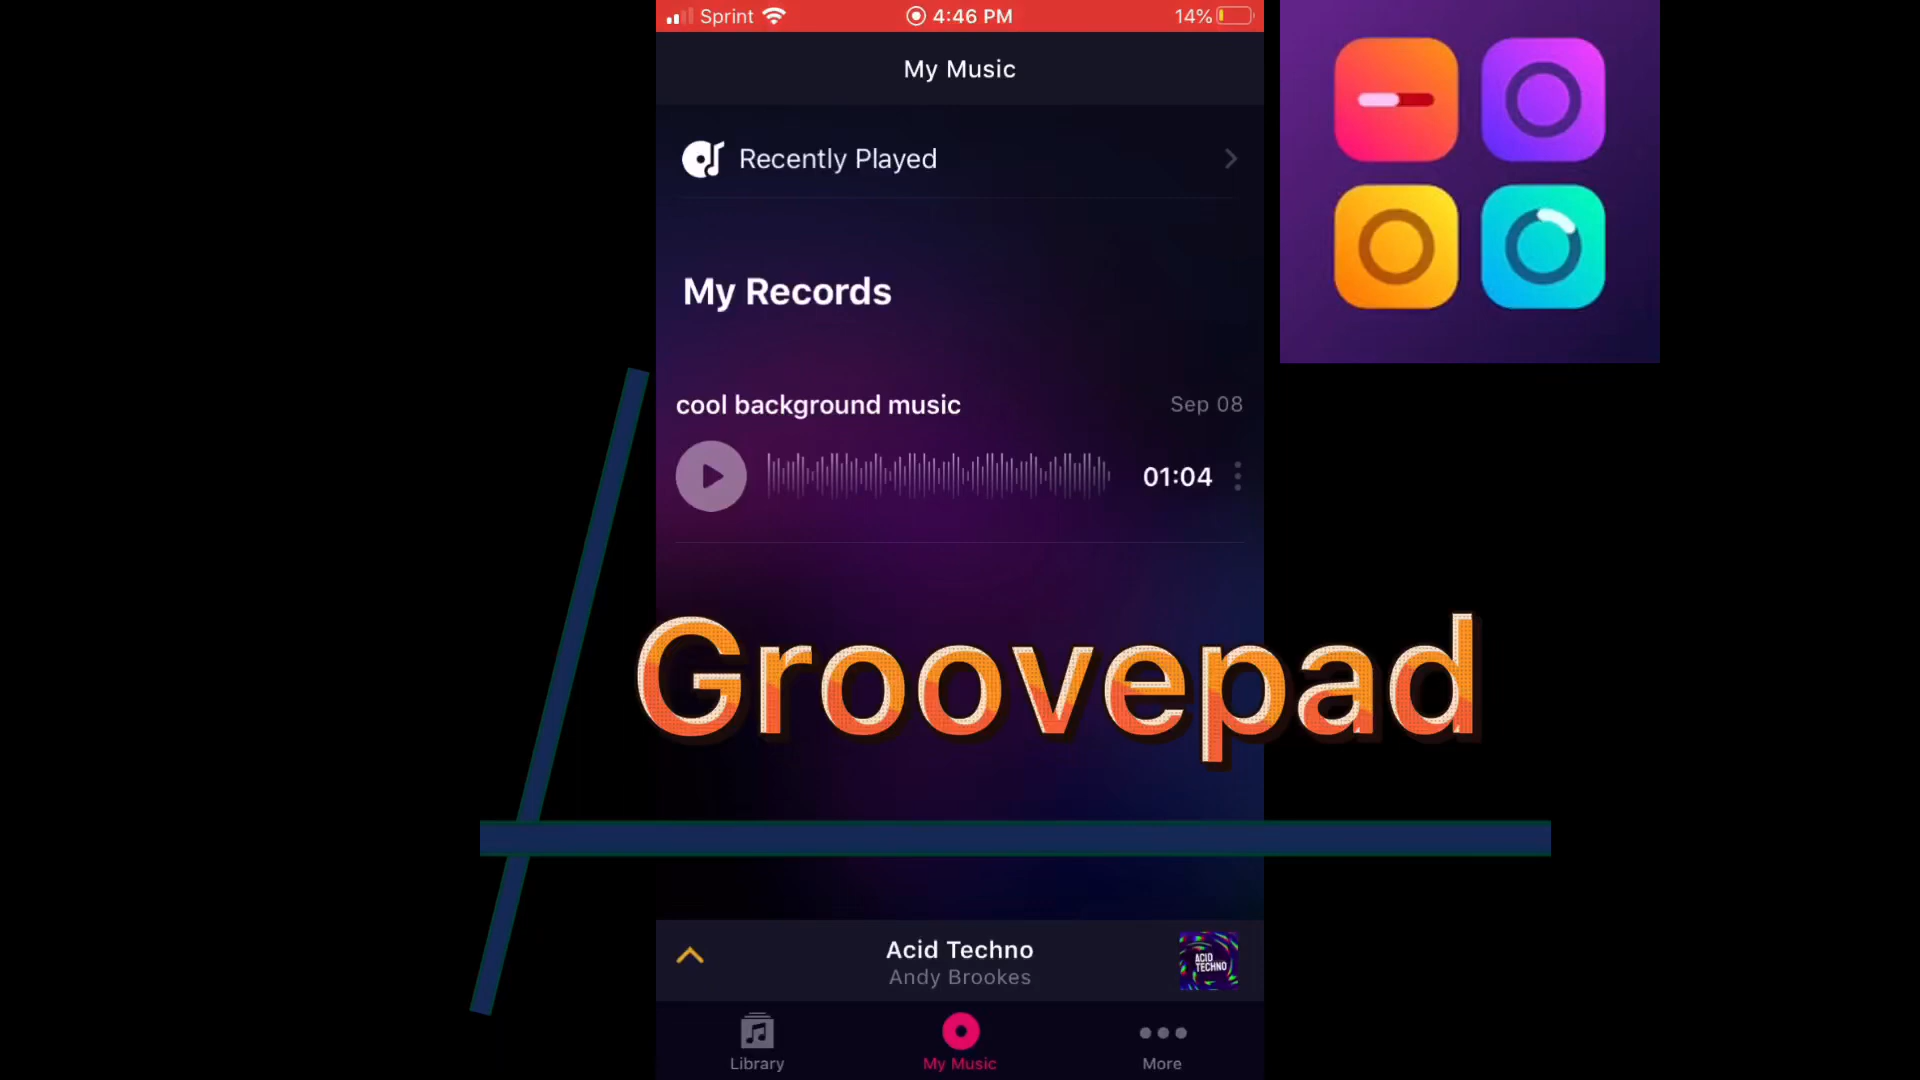 Sprint 4:46 PM 14%
My Music
Recently Played
My Records
cool background music Sep 08
01:04
Groovepad
Acid Techno
Andy Brookes
ACID
TECHNO
Library My Music More